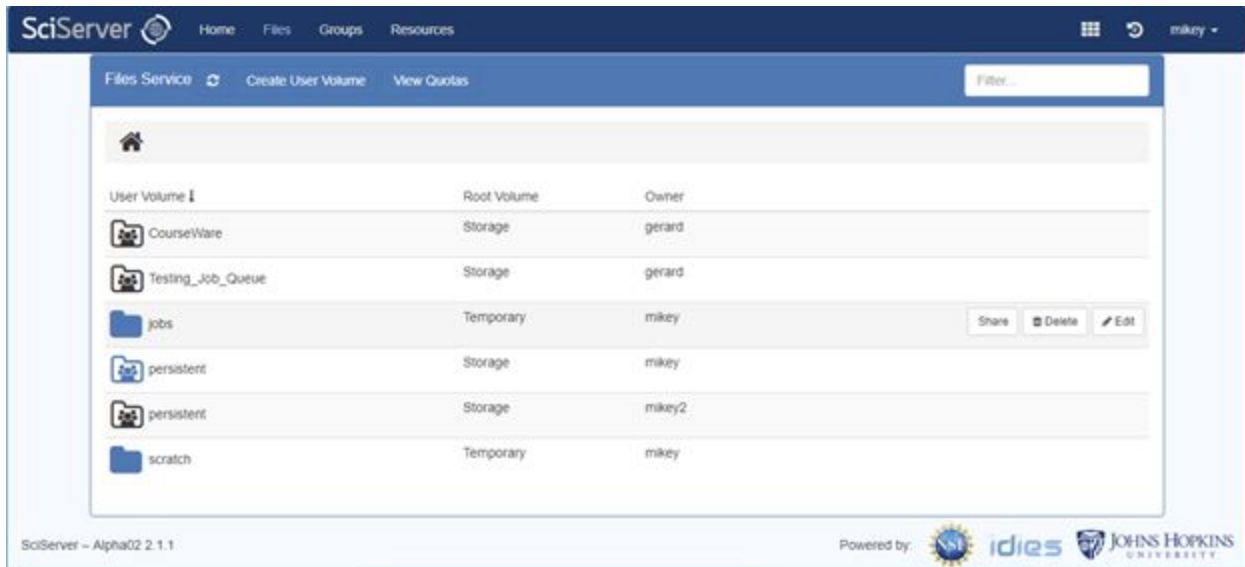 SciServer Home Files Groups Resources mikey
Files Service Create User Volume View Quotas Filter...
User Volume Root Volume Owner
CourseWare Storage gerard
Testing_Job_Queue Storage gerard
jobs Temporary mikey Share Delete Edit
persistent Storage mikey
persistent Storage mikey2
scratch Temporary mikey
SciServer – Alpha02 2.1.1 Powered by: NSF idies JOHNS HOPKINS
UNIVERSITY